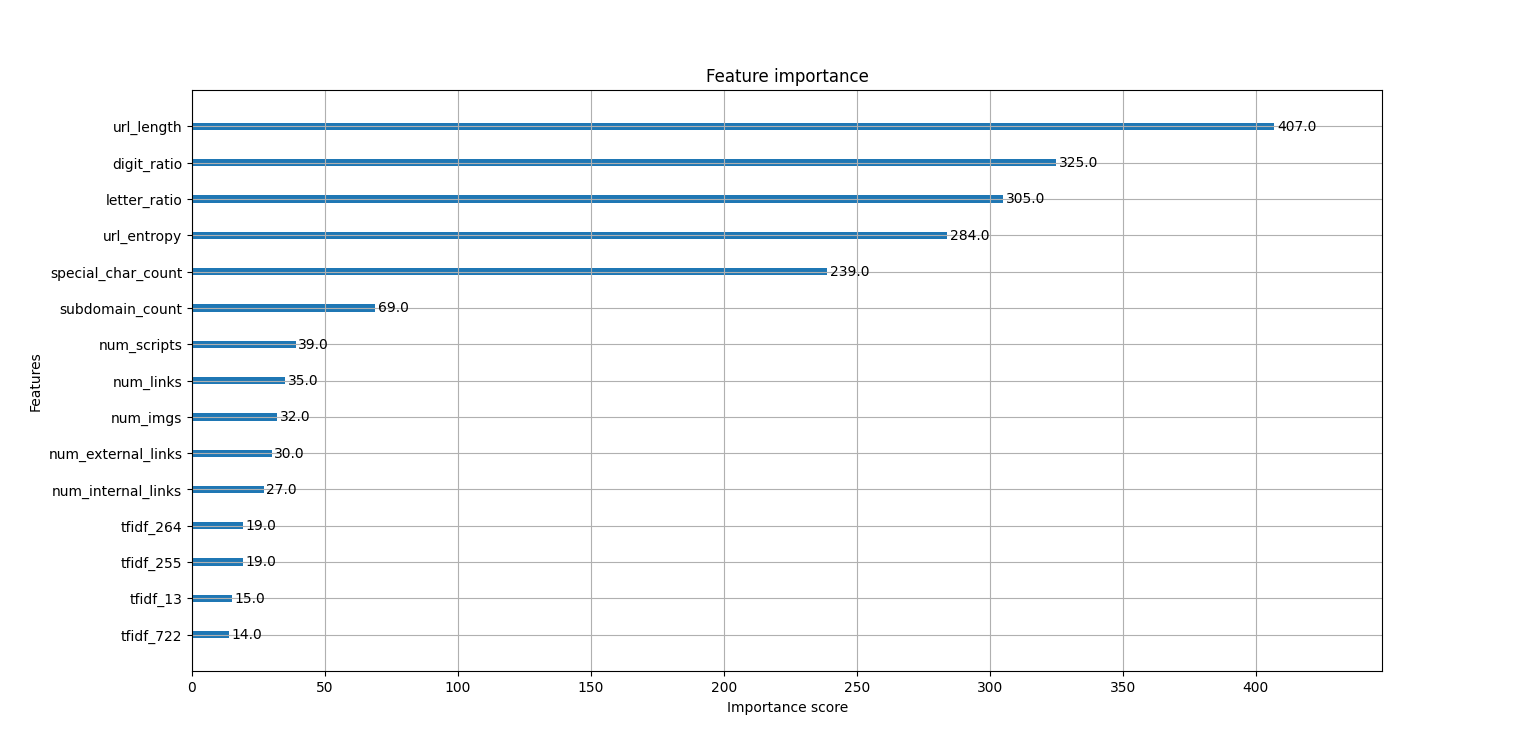 Feature importance
url_length 407.0
digit_ratio 325.0
letter_ratio 305.0
url_entropy 284.0
special_char_count 239.0
subdomain_count 69.0
num_scripts 39.0
num_links 35.0
num_imgs 32.0
num_external_links 30.0
num_internal_links 27.0
tfidf_264 19.0
tfidf_255 19.0
tfidf_13 15.0
tfidf_722 14.0
Features
0 50 100 150 200 250 300 350 400
Importance score